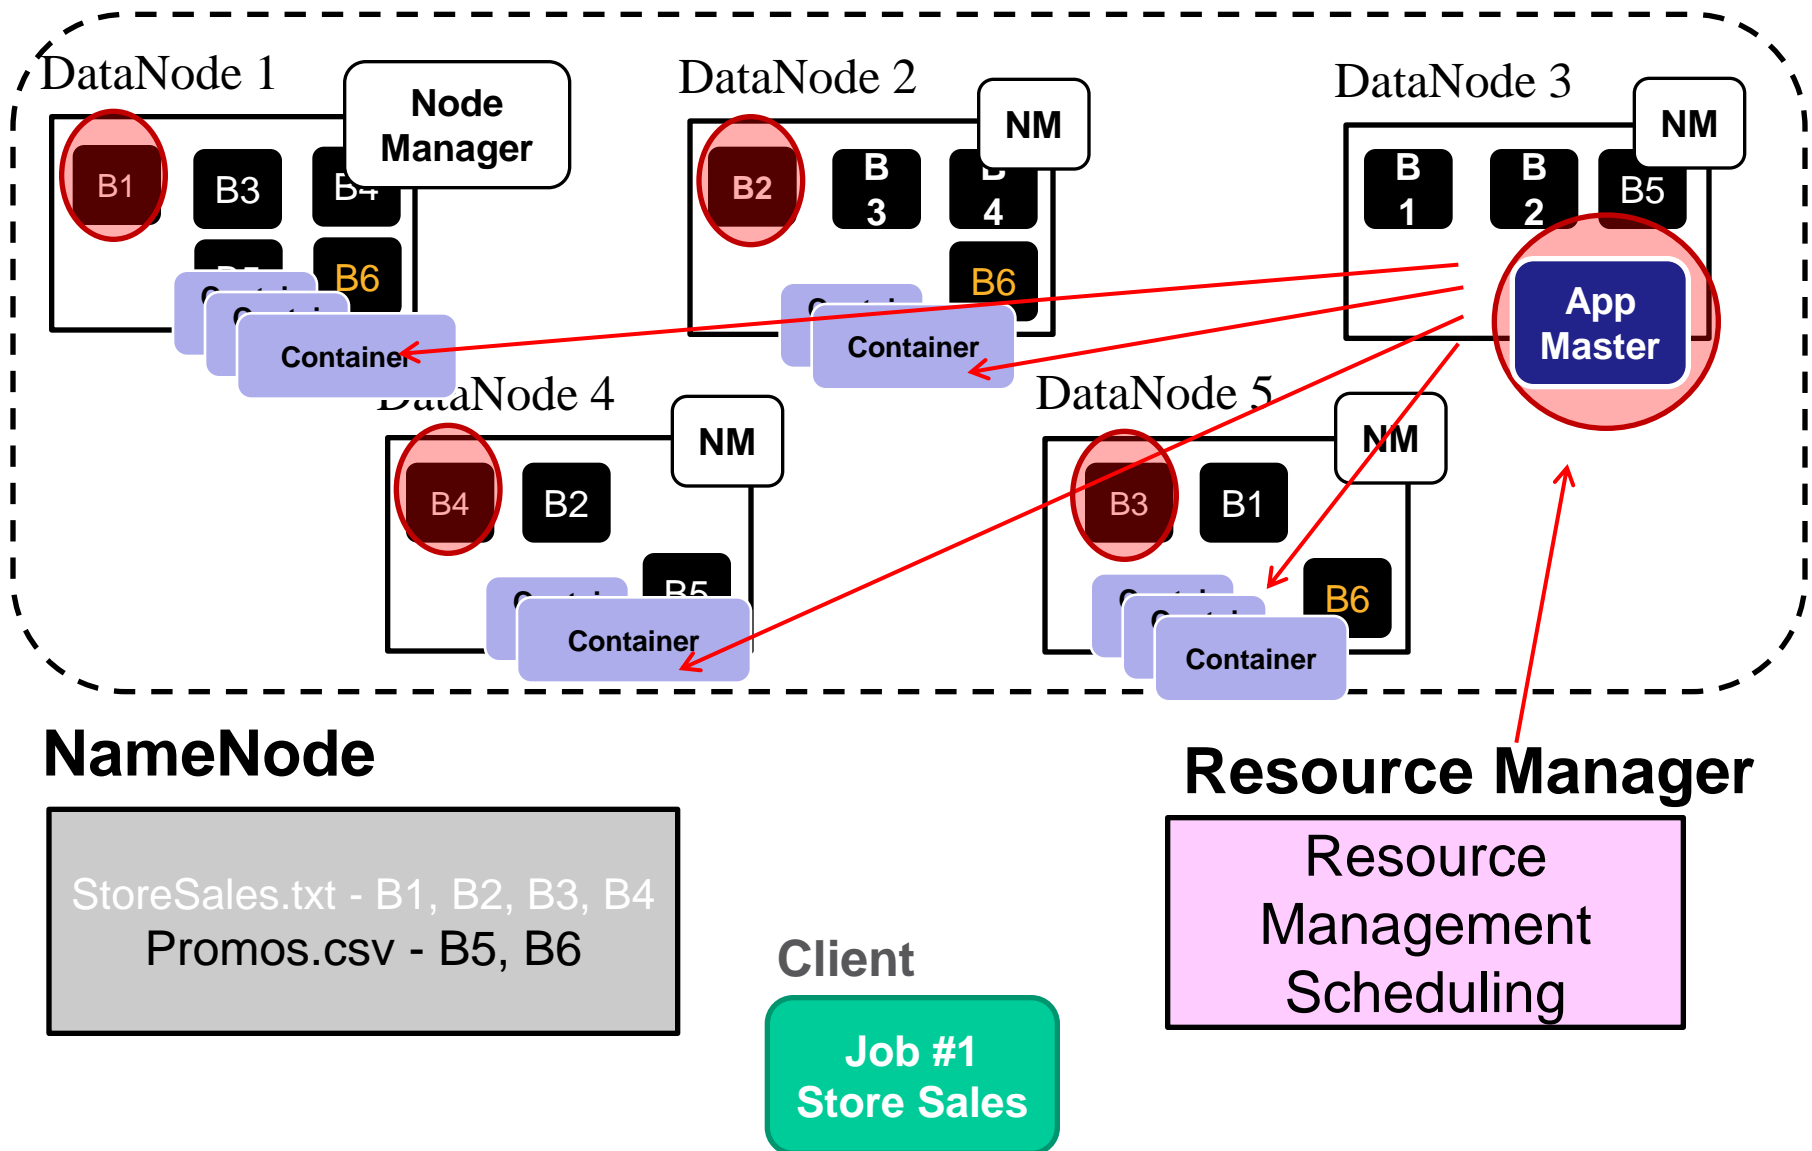 DataNode 1
DataNode 2
DataNode 3
Node
Manager
NM
NM
B1
B3
B4
B6
B2
B
3
B
4
B6
B
1
B
2
B5
Container
Container
App
Master
DataNode 4
DataNode 5
NM
NM
B4
B2
B5
Container
B3
B1
B6
Container
NameNode
Resource Manager
StoreSales.txt - B1, B2, B3, B4
Promos.csv - B5, B6
Resource
Management
Scheduling
Client
Job #1
Store Sales